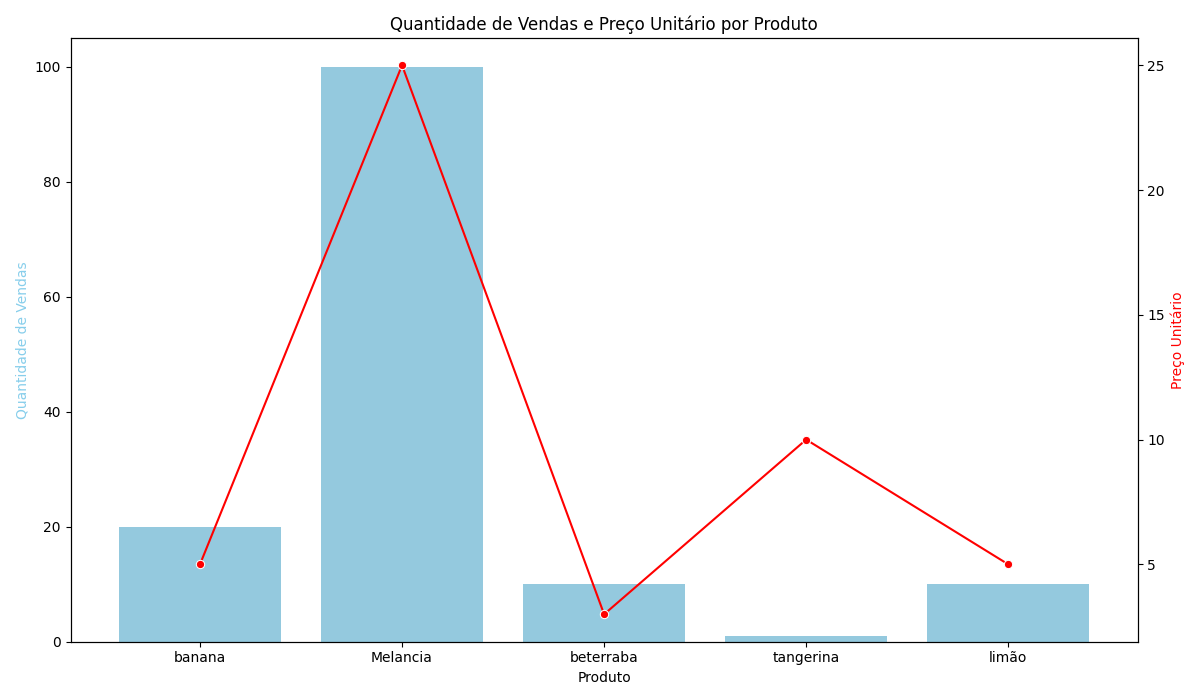 Quantidade de Vendas e Preço Unitário por Produto
Quantidade de Vendas
100
80
60
40
20
0
25
20
15
10
5
Preço Unitário
banana
Melancia
beterraba
tangerina
limão
Produto